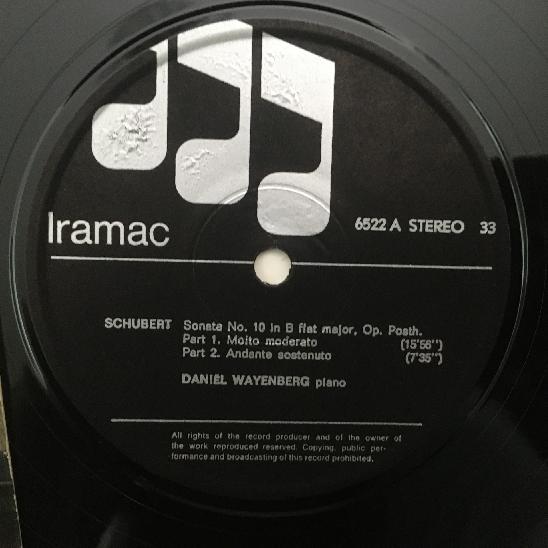 Iramac
6522 A STEREO 33
SCHUBERT Sonata No. 10 in B flat major, Op. Posth.
Part 1. Molto moderato (15'56")
Part 2. Andante sostenuto (7'35")
DANIËL WAYENBERG piano
All rights of the record producer and of the owner of
the work reproduced reserved. Copying, public per-
formance and broadcasting of this record prohibited.